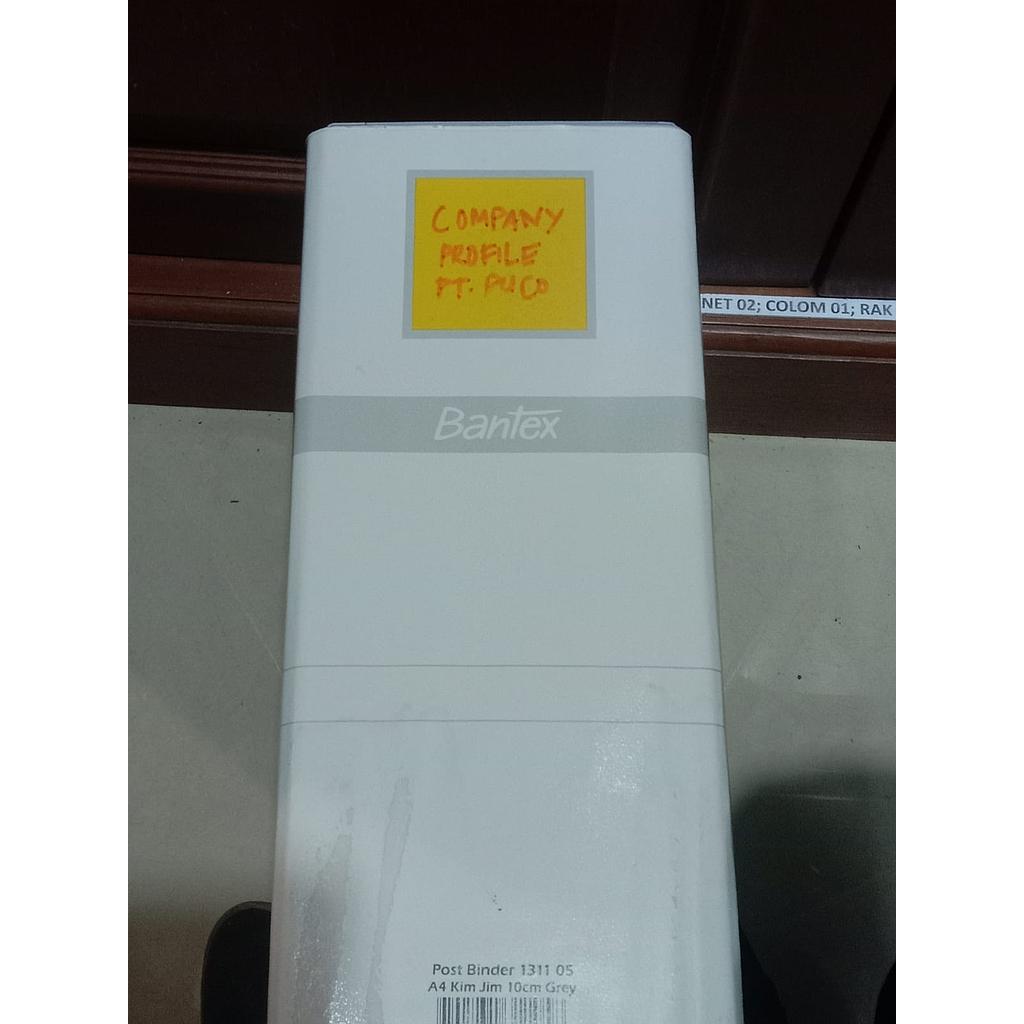 COMPANY
PROFILE
PT. PUCO
NET 02; COLOM 01; RAK
Bantex
Post Binder 1311 05
A4 Kim Jim 10cm Grey